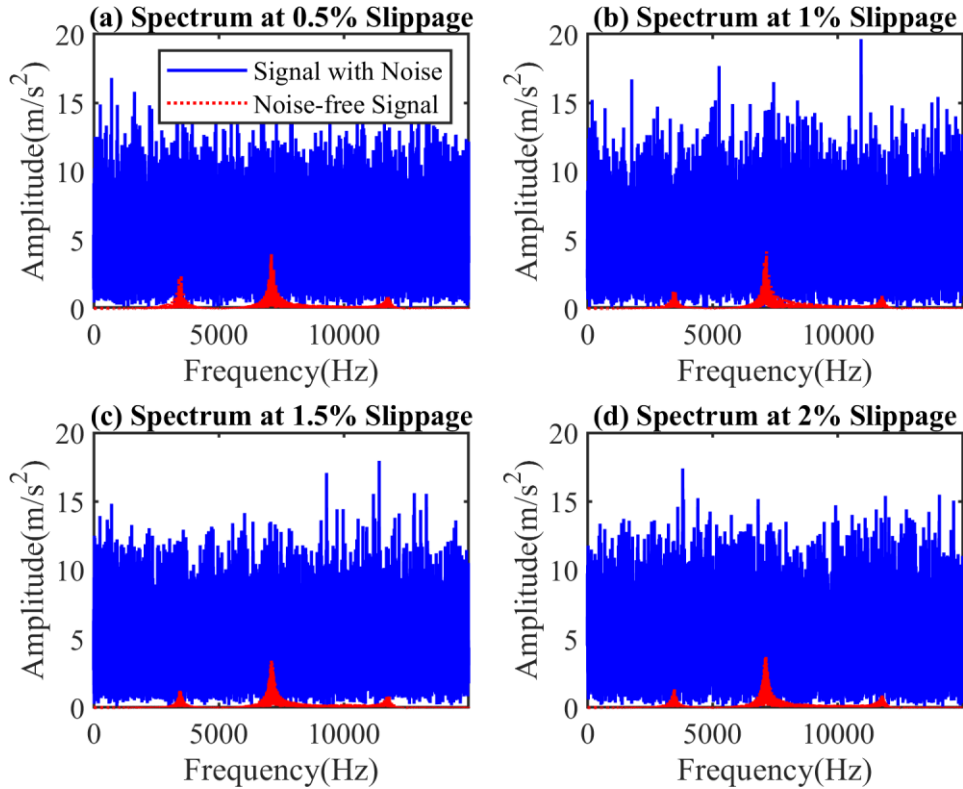 (a) Spectrum at 0.5% Slippage
20
15
10
5
0
Amplitude(m/s²)
Signal with Noise
Noise-free Signal
0 5000 10000
Frequency(Hz)
(b) Spectrum at 1% Slippage
20
15
10
5
0
Amplitude(m/s²)
0 5000 10000
Frequency(Hz)
(c) Spectrum at 1.5% Slippage
20
15
10
5
0
Amplitude(m/s²)
0 5000 10000
Frequency(Hz)
(d) Spectrum at 2% Slippage
20
15
10
5
0
Amplitude(m/s²)
0 5000 10000
Frequency(Hz)